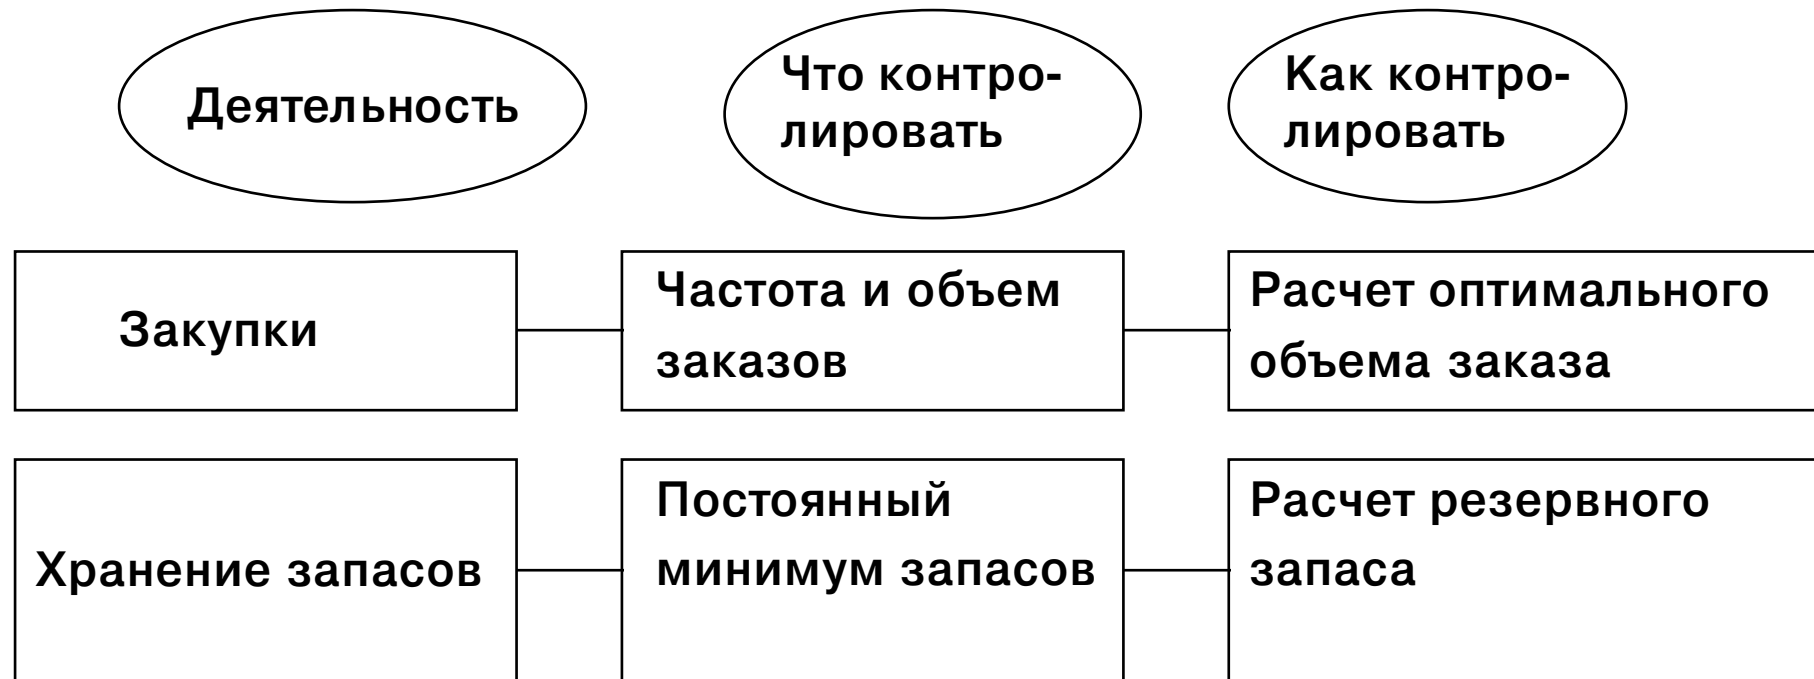 Деятельность
Что контро-
лировать
Как контро-
лировать
Закупки
Частота и объем
заказов
Расчет оптимального
объема заказа
Хранение запасов
Постоянный
минимум запасов
Расчет резервного
запаса